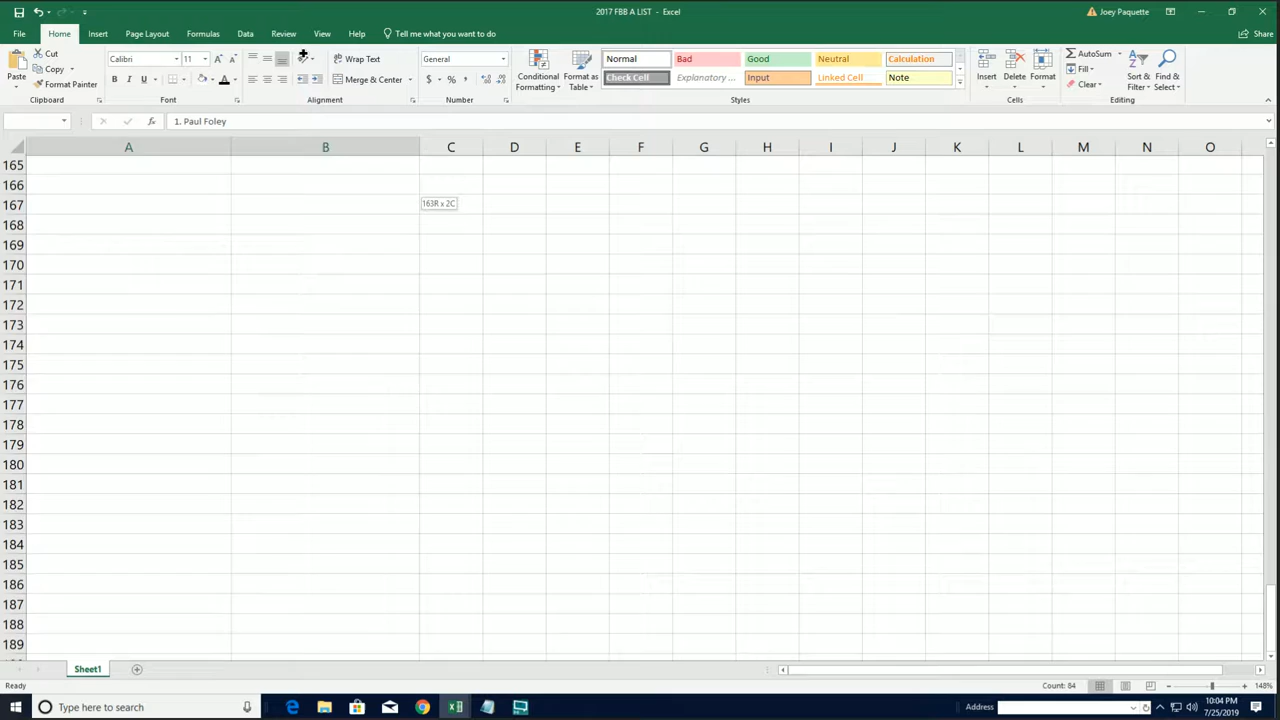 2017 FBB A LIST - Excel
Joey Paquette
File Home Insert Page Layout Formulas Data Review View Help Tell me what you want to do
Share
Paste
Cut
Copy
Format Painter
Clipboard
Calibri 11
B I U
Font
Wrap Text
Merge & Center
Alignment
General
$ % ,
Number
Conditional Formatting
Format as Table
Normal Bad Good Neutral Calculation
Check Cell Explanatory ... Input Linked Cell Note
Styles
Insert Delete Format
Cells
AutoSum
Fill
Clear
Sort & Filter
Find & Select
Editing
fx 1. Paul Foley
A B C D E F G H I J K L M N O
165
166
167
163R x 2C
168
169
170
171
172
173
174
175
176
177
178
179
180
181
182
183
184
185
186
187
188
189
Sheet1
Ready
Count: 84
148%
Type here to search
Address
10:04 PM
7/25/2019